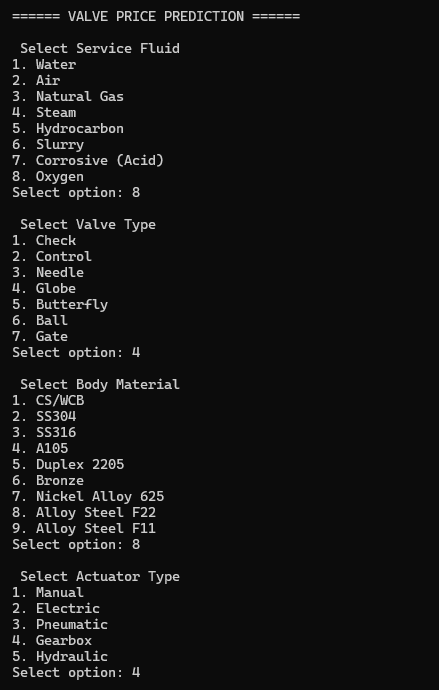 ====== VALVE PRICE PREDICTION ======
Select Service Fluid
1. Water
2. Air
3. Natural Gas
4. Steam
5. Hydrocarbon
6. Slurry
7. Corrosive (Acid)
8. Oxygen
Select option: 8
Select Valve Type
1. Check
2. Control
3. Needle
4. Globe
5. Butterfly
6. Ball
7. Gate
Select option: 4
Select Body Material
1. CS/WCB
2. SS304
3. SS316
4. A105
5. Duplex 2205
6. Bronze
7. Nickel Alloy 625
8. Alloy Steel F22
9. Alloy Steel F11
Select option: 8
Select Actuator Type
1. Manual
2. Electric
3. Pneumatic
4. Gearbox
5. Hydraulic
Select option: 4